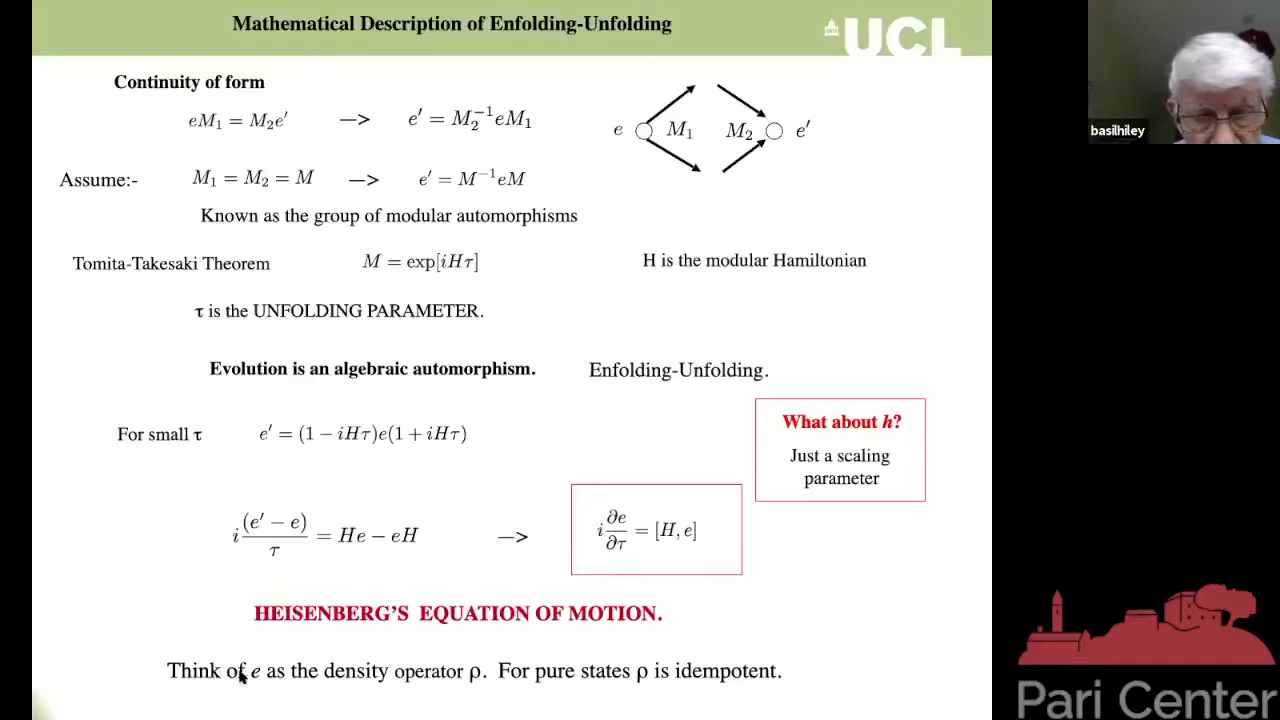 Mathematical Description of Enfolding-Unfolding
UCL
basilhiley
Continuity of form
eM₁ = M₂e′ —> e′ = M₂⁻¹eM₁
e M₁ M₂ e′
Assume:- M₁ = M₂ = M —> e′ = M⁻¹eM
Known as the group of modular automorphisms
Tomita-Takesaki Theorem M = exp[iHτ] H is the modular Hamiltonian
τ is the UNFOLDING PARAMETER.
Evolution is an algebraic automorphism. Enfolding-Unfolding.
What about h?
Just a scaling
parameter
For small τ e′ = (1 − iHτ)e(1 + iHτ)
i(e′ − e)/τ = He − eH —> i∂e/∂τ = [H, e]
HEISENBERG'S EQUATION OF MOTION.
Think of e as the density operator ρ. For pure states ρ is idempotent.
Pari Center